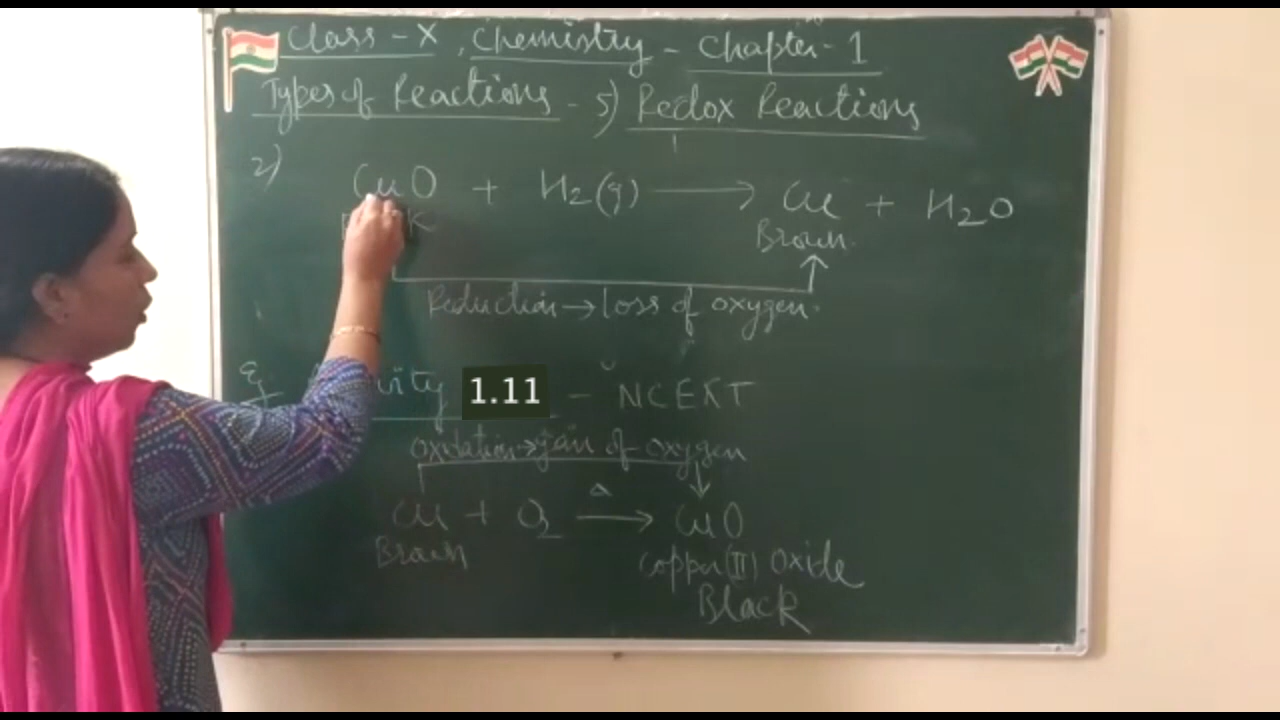 Class - X, Chemistry - Chapter - 1
Types of Reactions - 5) Redox Reactions
2) CuO + H2(g) → Cu + H2O
Brown.
Reduction → loss of oxygen.
Eg 1.11 - NCERT
oxidation → gain of oxygen
Cu + O2 →Δ CuO
Brown Copper(II) Oxide
Black